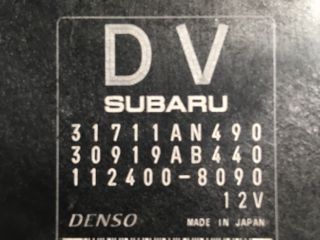 DV
SUBARU
31711AN490
30919AB440
112400-8090
12V
DENSO MADE IN JAPAN